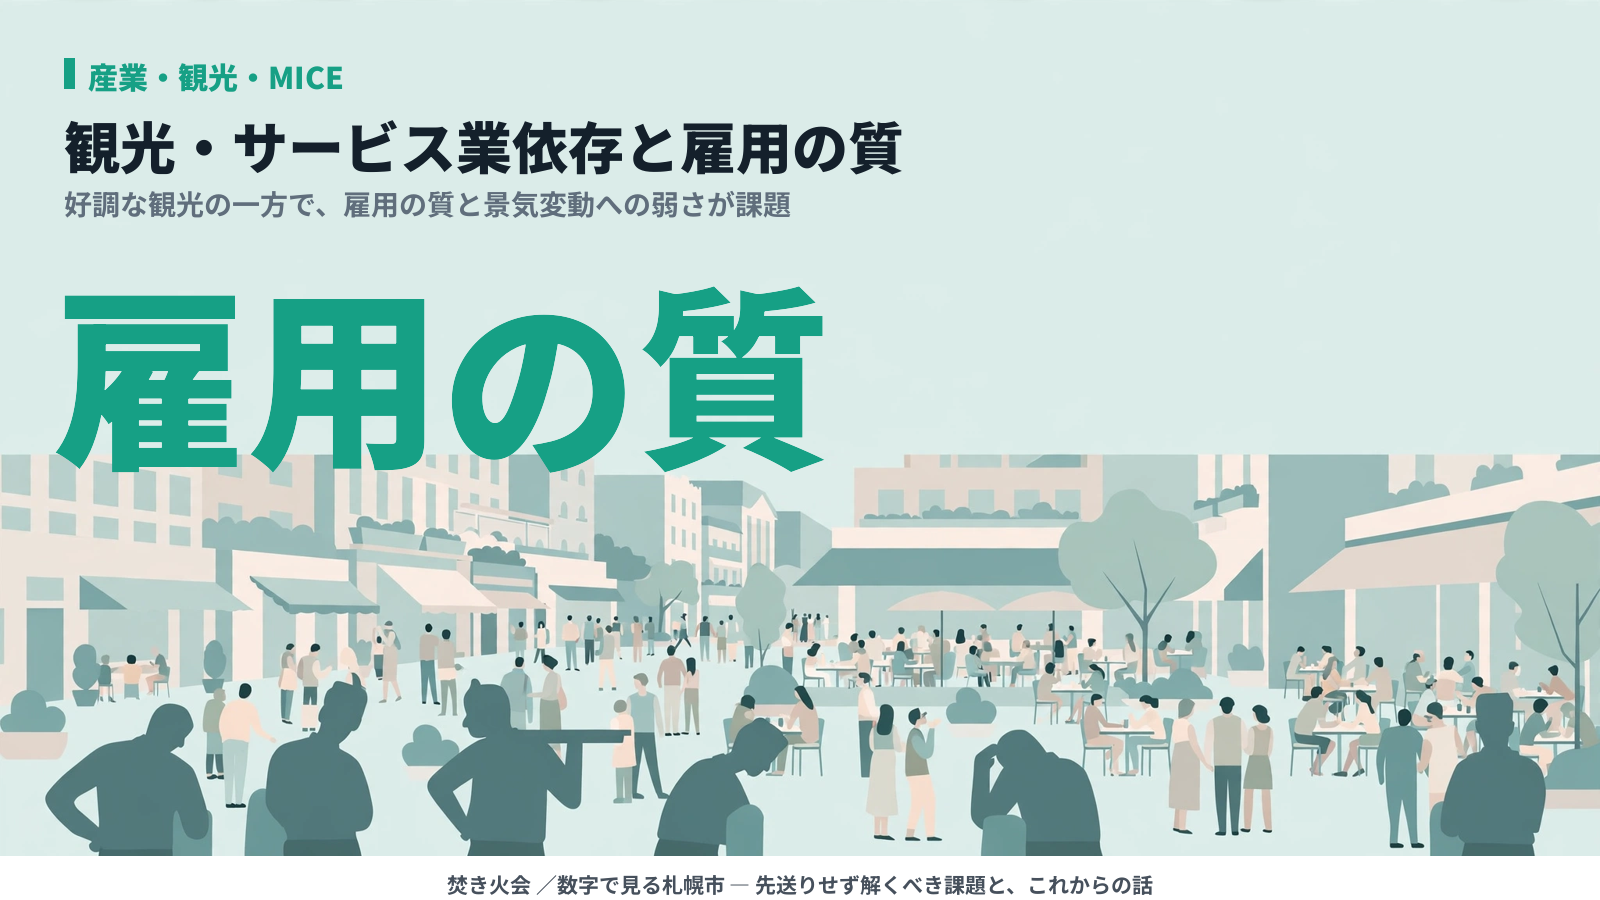 産業・観光・MICE
観光・サービス業依存と雇用の質
好調な観光の一方で、雇用の質と景気変動への弱さが課題
雇用の質
焚き火会 ／数字で見る札幌市 — 先送りせず解くべき課題と、これからの話